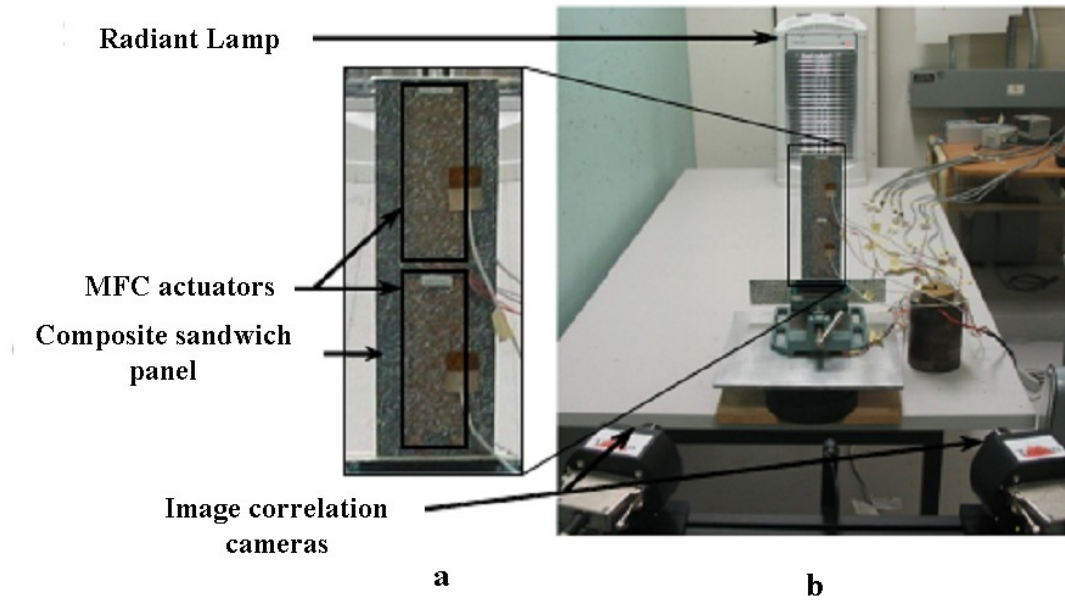 Radiant Lamp
MFC actuators
Composite sandwich
panel
Image correlation
cameras
a
b